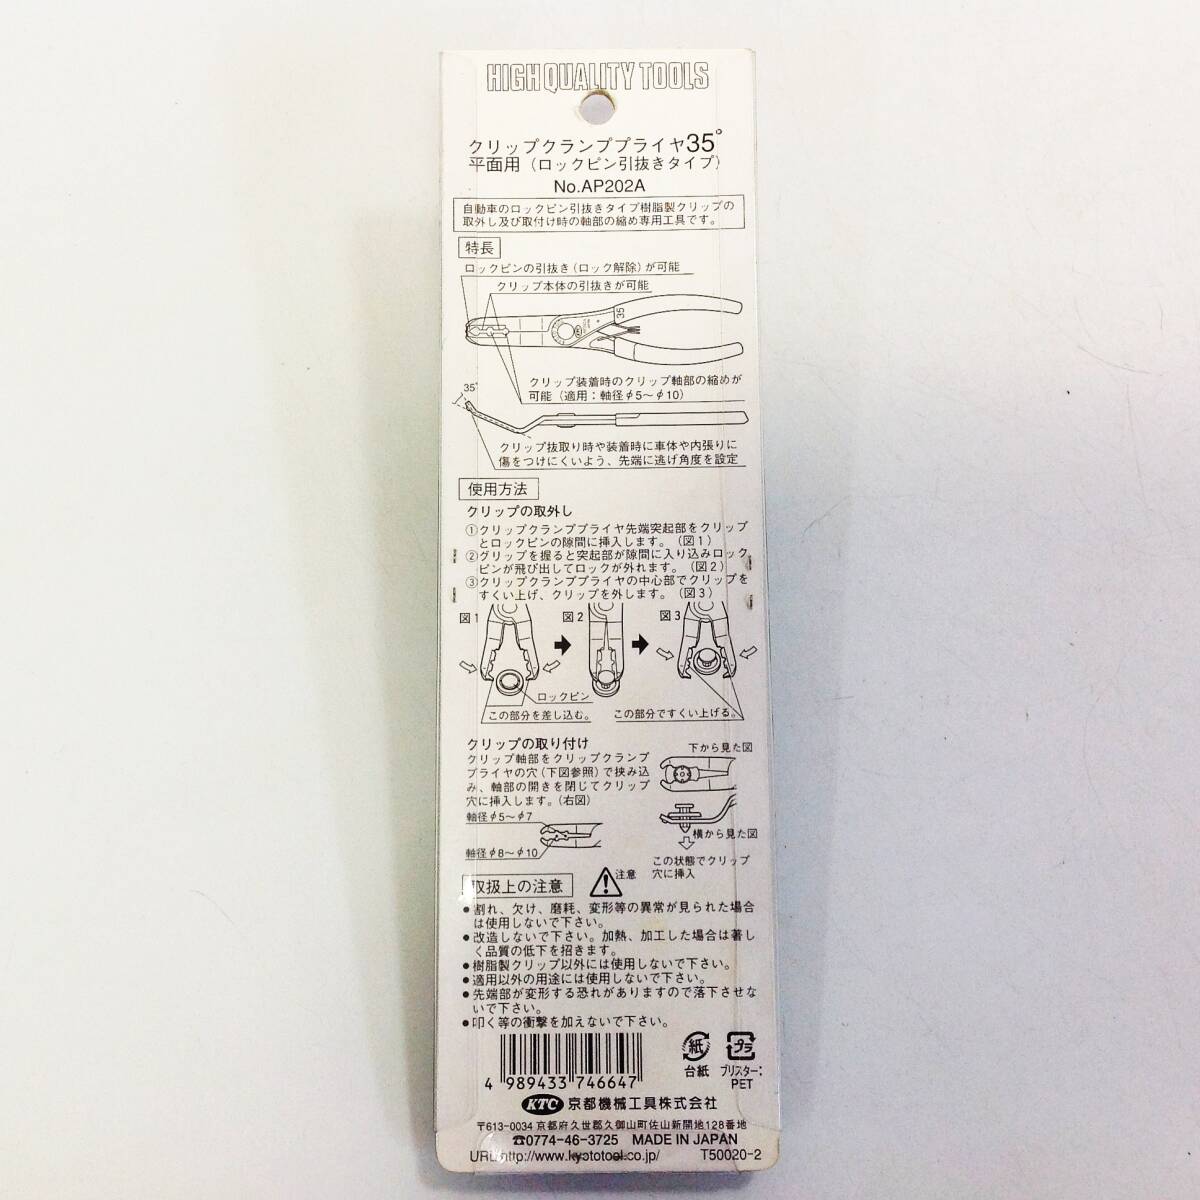 HIGH QUALITY TOOLS
クリップクランププライヤ35°
平面用（ロックピン引抜きタイプ）
No.AP202A
自動車のロックピン引抜きタイプ樹脂製クリップの
取外し及び取付け時の軸部の縮め専用工具です。
特長
ロックピンの引抜き（ロック解除）が可能
クリップ本体の引抜きが可能
35
クリップ装着時のクリップ軸部の縮めが
可能（適用：軸径φ5〜φ10）
35°
クリップ抜取り時や装着時に車体や内張りに
傷をつけにくいよう、先端に逃げ角度を設定
使用方法
クリップの取外し
①クリップクランププライヤ先端突起部をクリップ
とロックピンの隙間に挿入します。（図1）
②グリップを握ると突起部が隙間に入り込みロック
ピンが飛び出してロックが外れます。（図2）
③クリップクランププライヤの中心部でクリップを
すくい上げ、クリップを外します。（図3）
図1 図2 図3
ロックピン
この部分を差し込む。 この部分ですくい上げる。
クリップの取り付け
クリップ軸部をクリップクランプ
プライヤの穴（下図参照）で挟み込
み、軸部の開きを閉じてクリップ
穴に挿入します。（右図）
下から見た図
軸径φ5〜φ7
横から見た図
軸径φ8〜φ10
この状態でクリップ
穴に挿入
取扱上の注意 注意
●割れ、欠け、磨耗、変形等の異常が見られた場合
は使用しないで下さい。
●改造しないで下さい。加熱、加工した場合は著し
く品質の低下を招きます。
●樹脂製クリップ以外には使用しないで下さい。
●適用以外の用途には使用しないで下さい。
●先端部が変形する恐れがありますので落下させな
いで下さい。
●叩く等の衝撃を加えないで下さい。
紙 プラ
台紙 ブリスター：
PET
4 989433 746647
KTC 京都機械工具株式会社
〒613-0034 京都府久世郡久御山町佐山新開地128番地
☎0774-46-3725 MADE IN JAPAN
URL http://www.kyototool.co.jp/ T50020-2